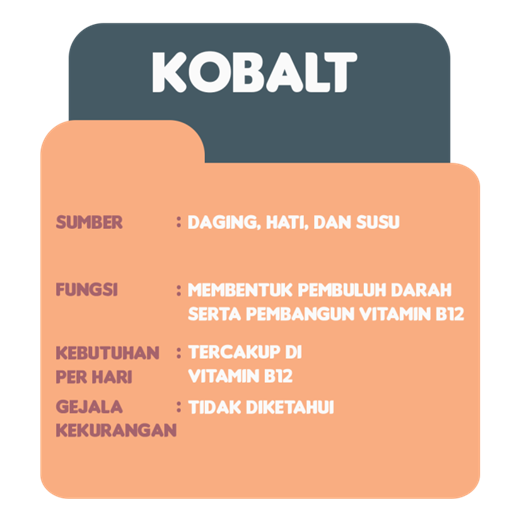 KOBALT
SUMBER : DAGING, HATI, DAN SUSU
FUNGSI : MEMBENTUK PEMBULUH DARAH
SERTA PEMBANGUN VITAMIN B12
KEBUTUHAN : TERCAKUP DI
PER HARI VITAMIN B12
GEJALA : TIDAK DIKETAHUI
KEKURANGAN